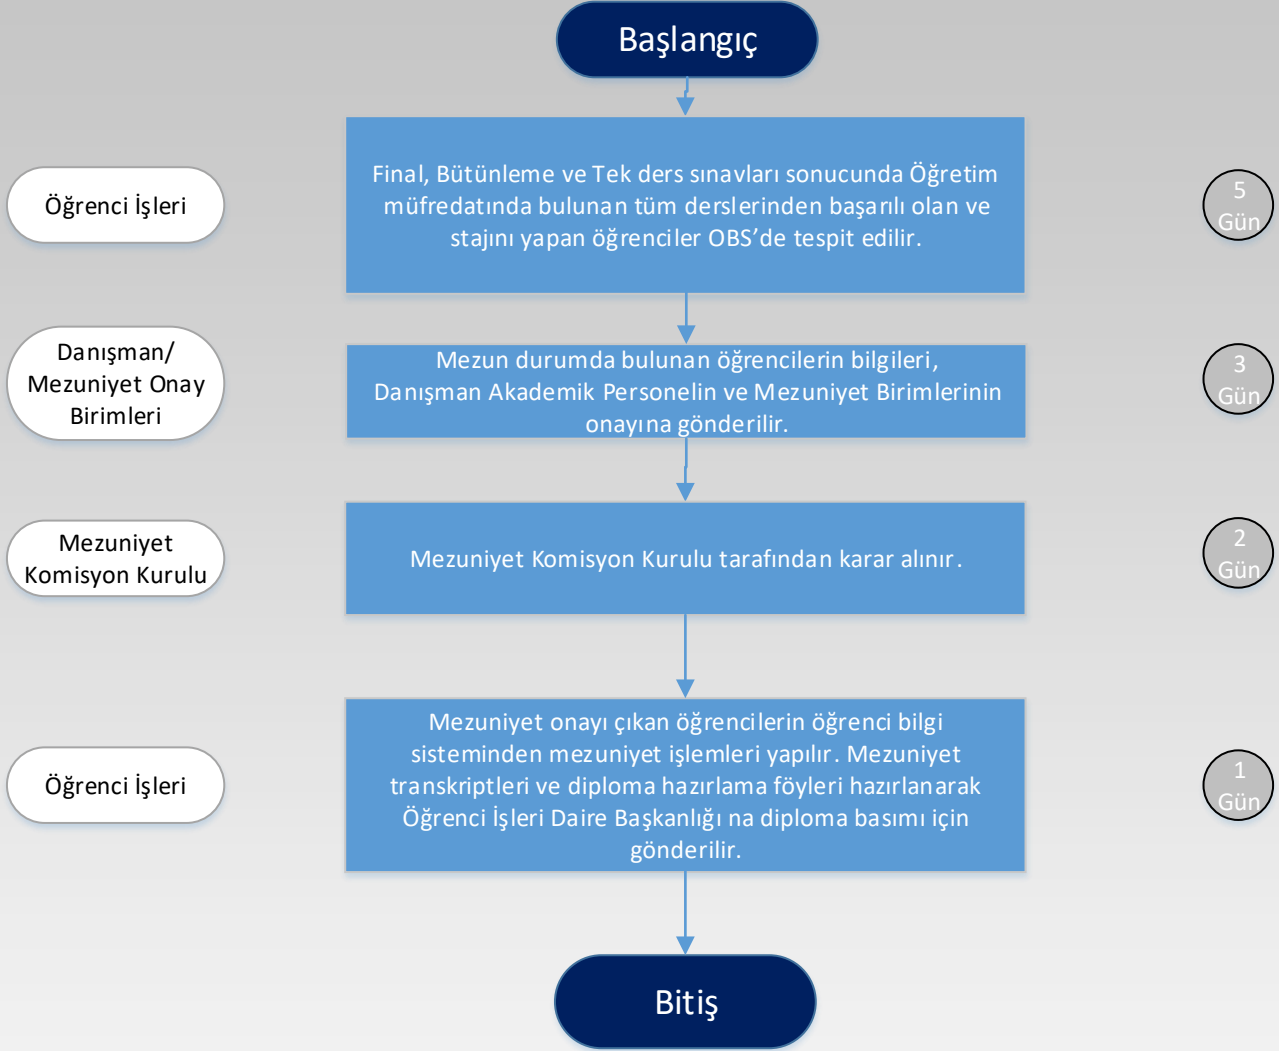 Başlangıç
Öğrenci İşleri
Final, Bütünleme ve Tek ders sınavları sonucunda Öğretim
müfredatında bulunan tüm derslerinden başarılı olan ve
stajını yapan öğrenciler OBS’de tespit edilir.
5
Gün
Danışman/
Mezuniyet Onay
Birimleri
Mezun durumda bulunan öğrencilerin bilgileri,
Danışman Akademik Personelin ve Mezuniyet Birimlerinin
onayına gönderilir.
3
Gün
Mezuniyet
Komisyon Kurulu
Mezuniyet Komisyon Kurulu tarafından karar alınır.
2
Gün
Öğrenci İşleri
Mezuniyet onayı çıkan öğrencilerin öğrenci bilgi
sisteminden mezuniyet işlemleri yapılır. Mezuniyet
transkriptleri ve diploma hazırlama föyleri hazırlanarak
Öğrenci İşleri Daire Başkanlığı na diploma basımı için
gönderilir.
1
Gün
Bitiş